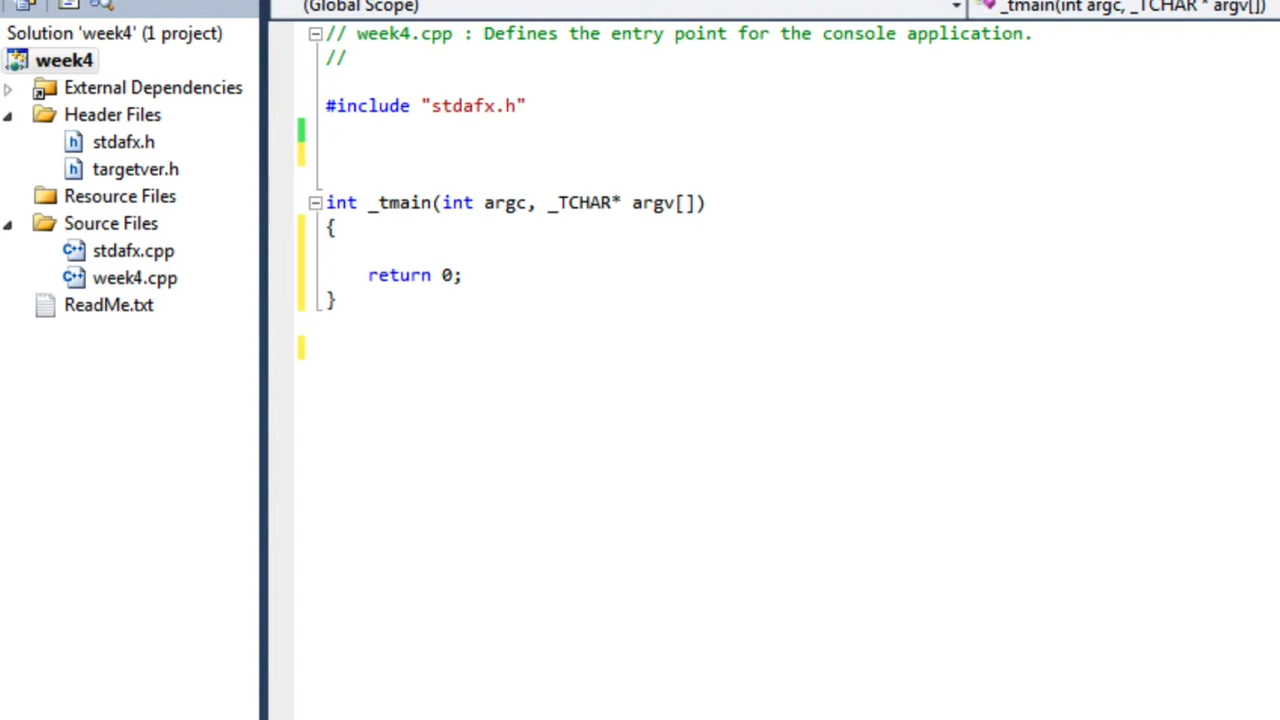 (Global Scope)
_tmain(int argc, _TCHAR * argv[])
Solution 'week4' (1 project)
week4
External Dependencies
Header Files
stdafx.h
targetver.h
Resource Files
Source Files
stdafx.cpp
week4.cpp
ReadMe.txt
// week4.cpp : Defines the entry point for the console application.
//
#include "stdafx.h"
int _tmain(int argc, _TCHAR* argv[])
{
return 0;
}